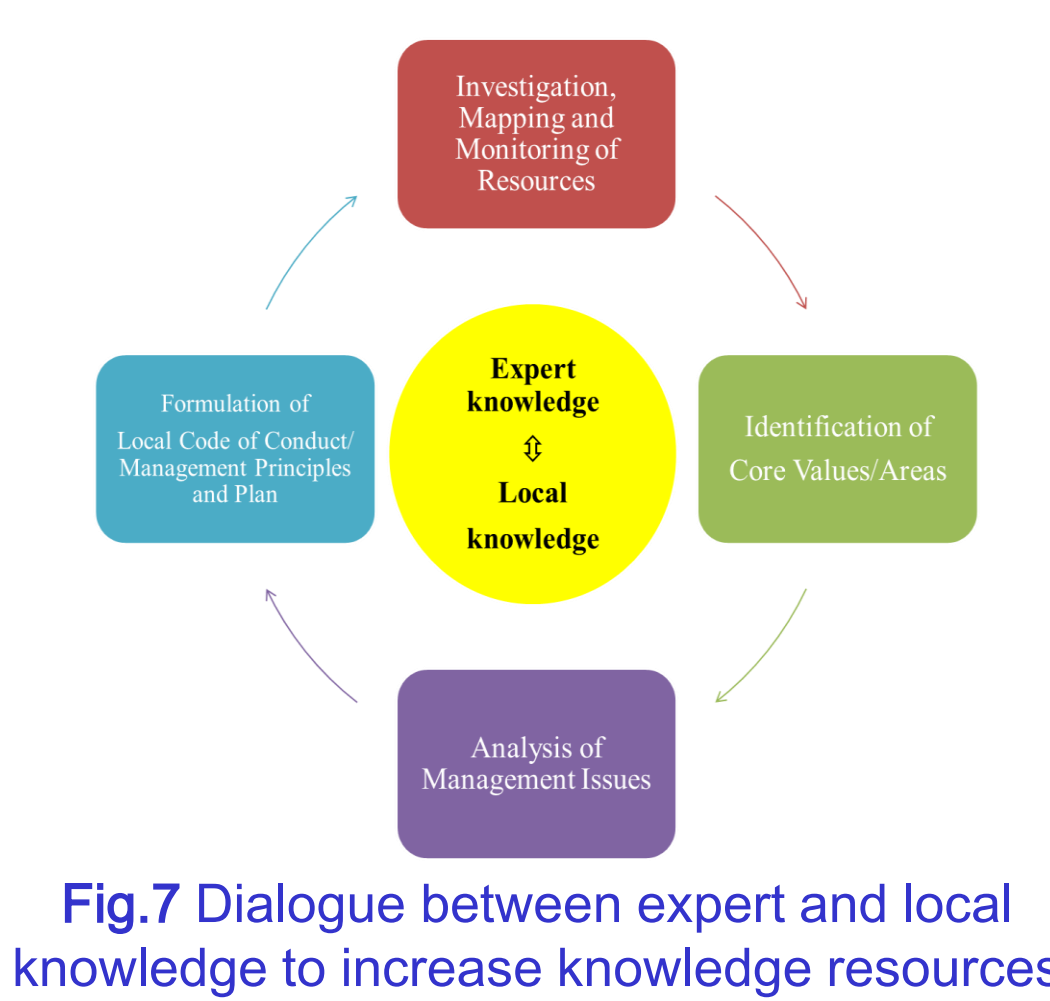 Investigation,
Mapping and
Monitoring of
Resources
Expert
knowledge
⇕
Local
knowledge
Formulation of
Local Code of Conduct/
Management Principles
and Plan
Identification of
Core Values/Areas
Analysis of
Management Issues
Fig.7 Dialogue between expert and local
knowledge to increase knowledge resources